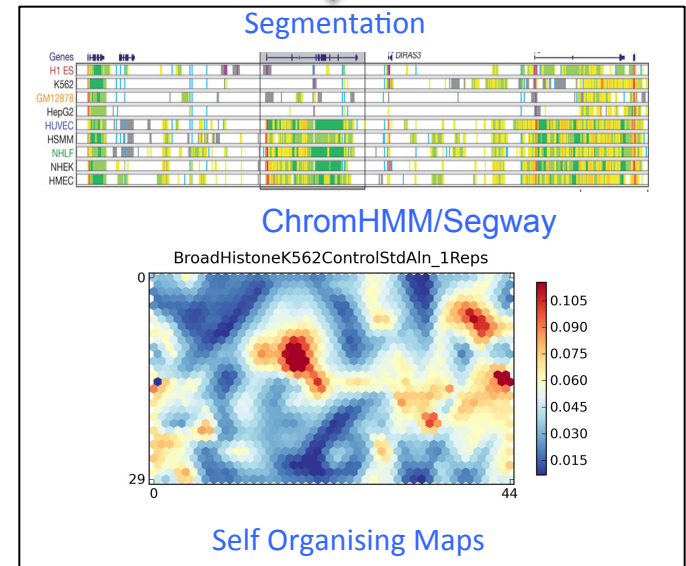 Segmentation
Genes
DIRAS3
H1 ES
K562
GM12878
HepG2
HUVEC
HSMM
NHLF
NHEK
HMEC
ChromHMM/Segway
BroadHistoneK562ControlStdAln_1Reps
0
0.105
0.090
0.075
0.060
0.045
0.030
0.015
29
0 44
Self Organising Maps